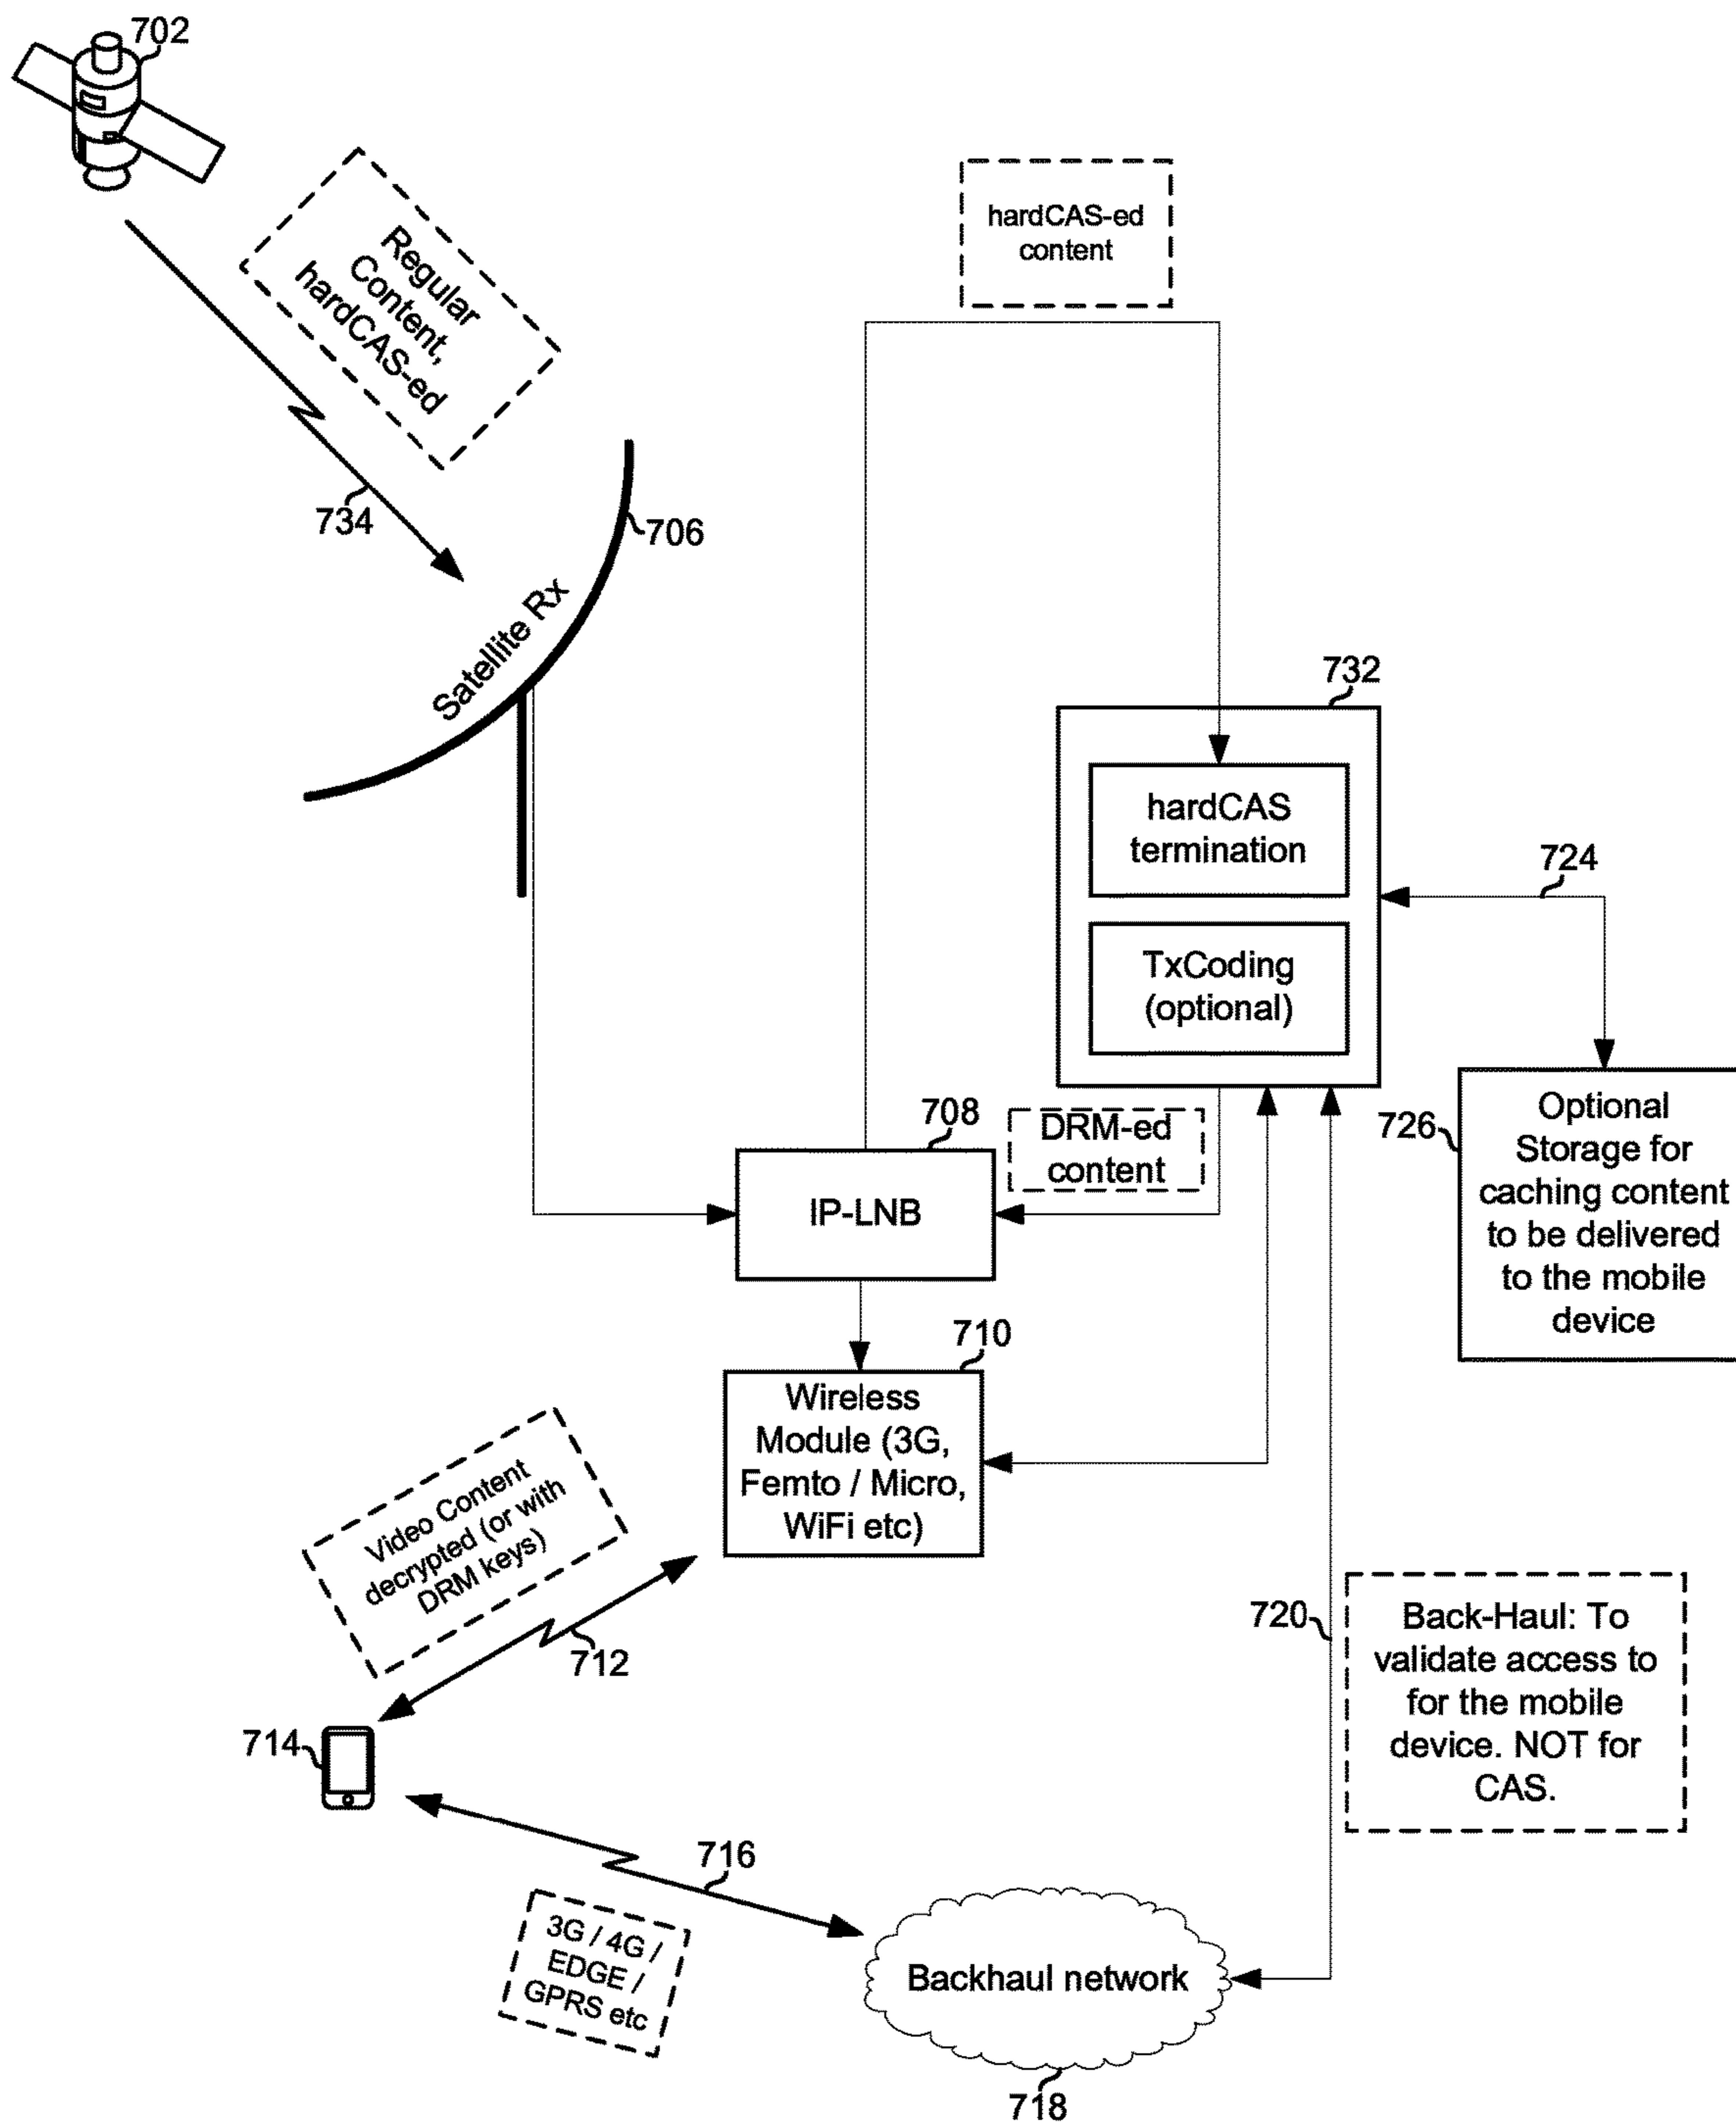 702
Regular
Content,
hardCAS-ed
734
706
Satellite Rx
hardCAS-ed
content
732
hardCAS
termination
TxCoding
(optional)
724
726
Optional
Storage for
caching content
to be delivered
to the mobile
device
708
IP-LNB
DRM-ed
content
710
Wireless
Module (3G,
Femto / Micro,
WiFi etc)
Video Content
decrypted (or with
DRM keys)
712
714
720
Back-Haul: To
validate access to
for the mobile
device. NOT for
CAS.
716
3G / 4G /
EDGE /
GPRS etc
Backhaul network
718